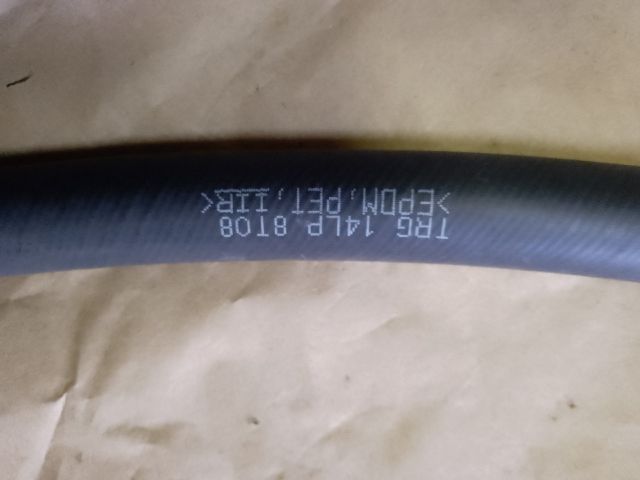 TRG 14LP 8T08
>EPDM,PET,IIR<